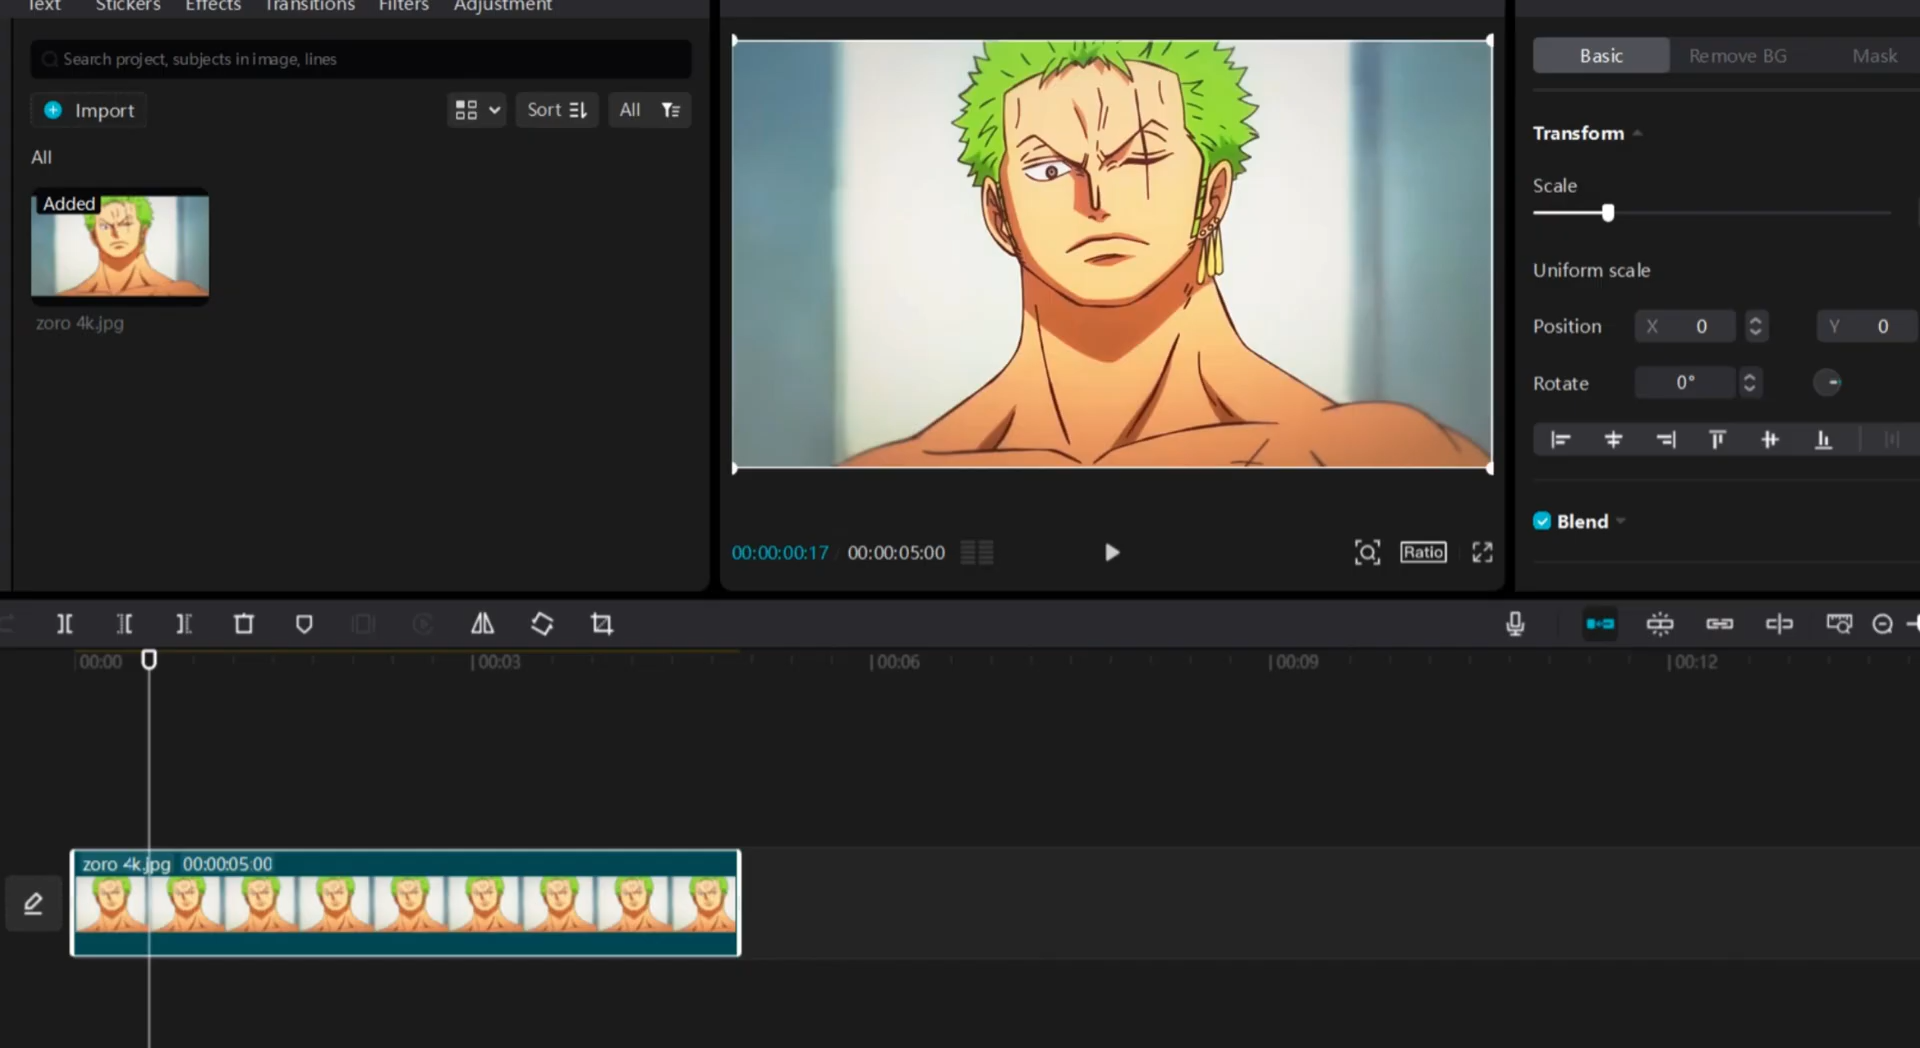 Text Stickers Effects Transitions Filters Adjustment
Search project, subjects in image, lines
Import
Sort
All
All
Added
zoro 4k.jpg
00:00:00:17 00:00:05:00
Ratio
Basic Remove BG Mask
Transform
Scale
Uniform scale
Position X 0 Y 0
Rotate 0°
Blend
00:00 00:03 00:06 00:09 00:12
zoro 4k.jpg 00:00:05:00